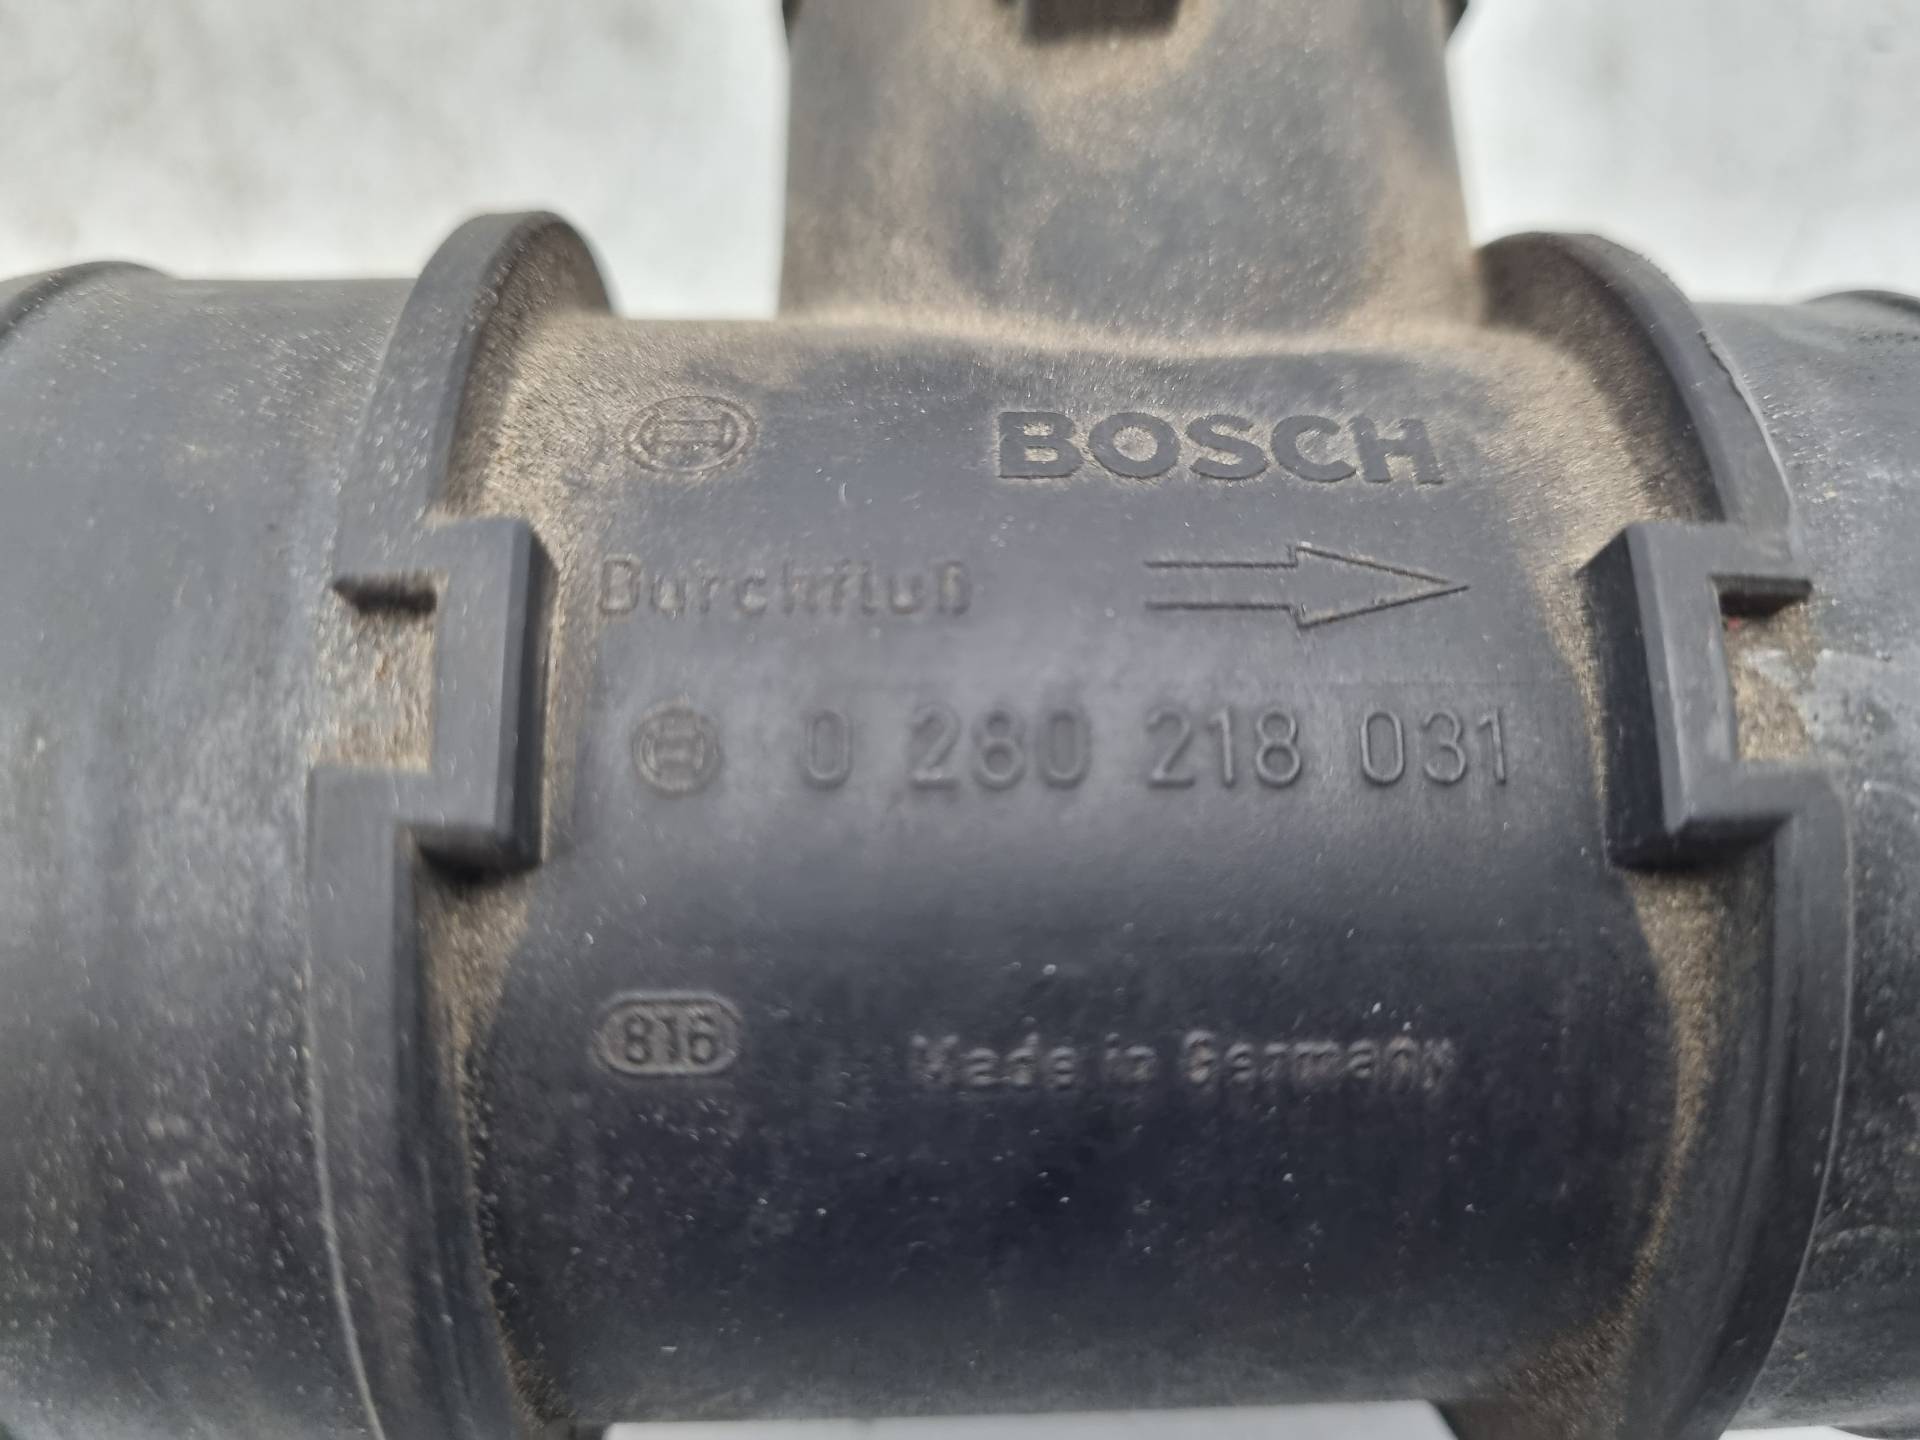 BOSCH
Durchfluß
0 280 218 031
816 Made in Germany